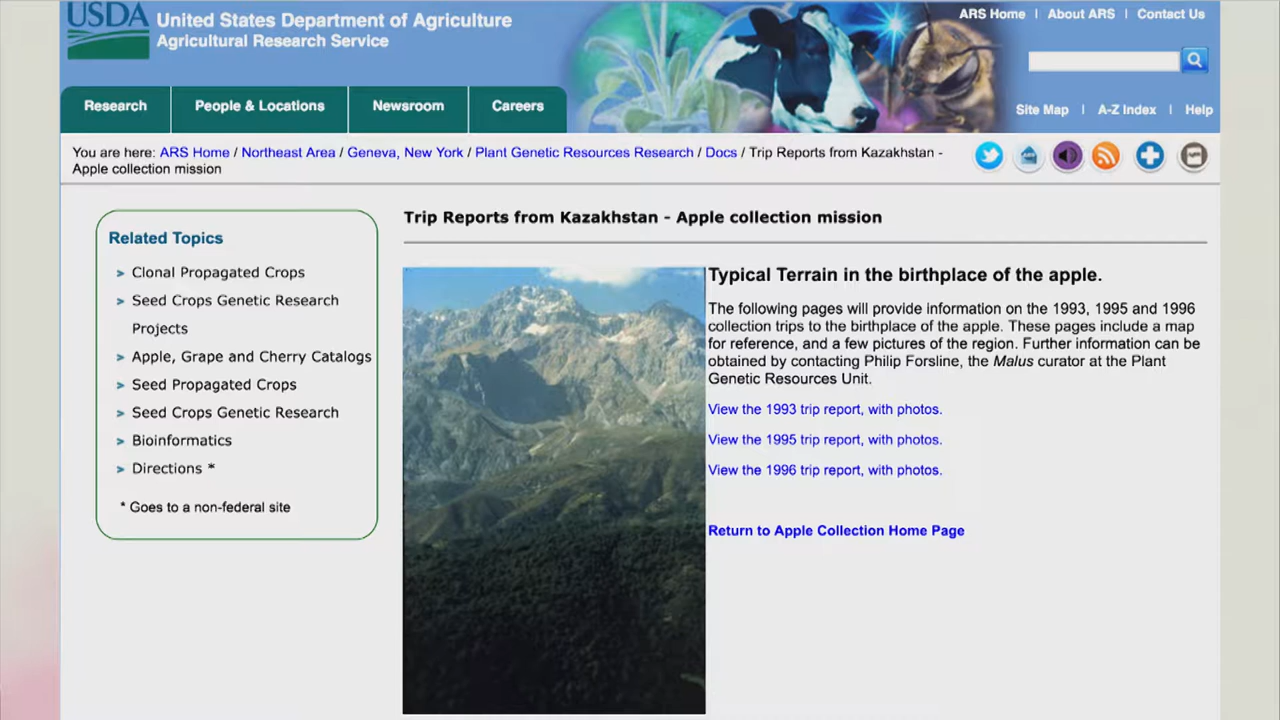 USDA
United States Department of Agriculture
Agricultural Research Service
ARS Home | About ARS | Contact Us
Site Map | A-Z Index | Help
Research
People & Locations
Newsroom
Careers
You are here: ARS Home / Northeast Area / Geneva, New York / Plant Genetic Resources Research / Docs / Trip Reports from Kazakhstan -
Apple collection mission
Related Topics
> Clonal Propagated Crops
> Seed Crops Genetic Research
Projects
> Apple, Grape and Cherry Catalogs
> Seed Propagated Crops
> Seed Crops Genetic Research
> Bioinformatics
> Directions *
* Goes to a non-federal site
Trip Reports from Kazakhstan - Apple collection mission
Typical Terrain in the birthplace of the apple.
The following pages will provide information on the 1993, 1995 and 1996
collection trips to the birthplace of the apple. These pages include a map
for reference, and a few pictures of the region. Further information can be
obtained by contacting Philip Forsline, the Malus curator at the Plant
Genetic Resources Unit.
View the 1993 trip report, with photos.
View the 1995 trip report, with photos.
View the 1996 trip report, with photos.
Return to Apple Collection Home Page